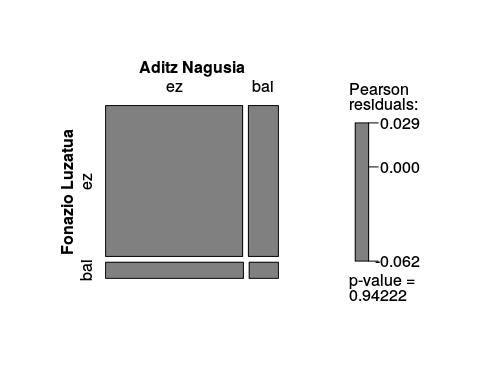 Aditz Nagusia
ez bai
Fonazio Luzatua
ez
bai
Pearson
residuals:
0.029
0.000
-0.062
p-value =
0.94222